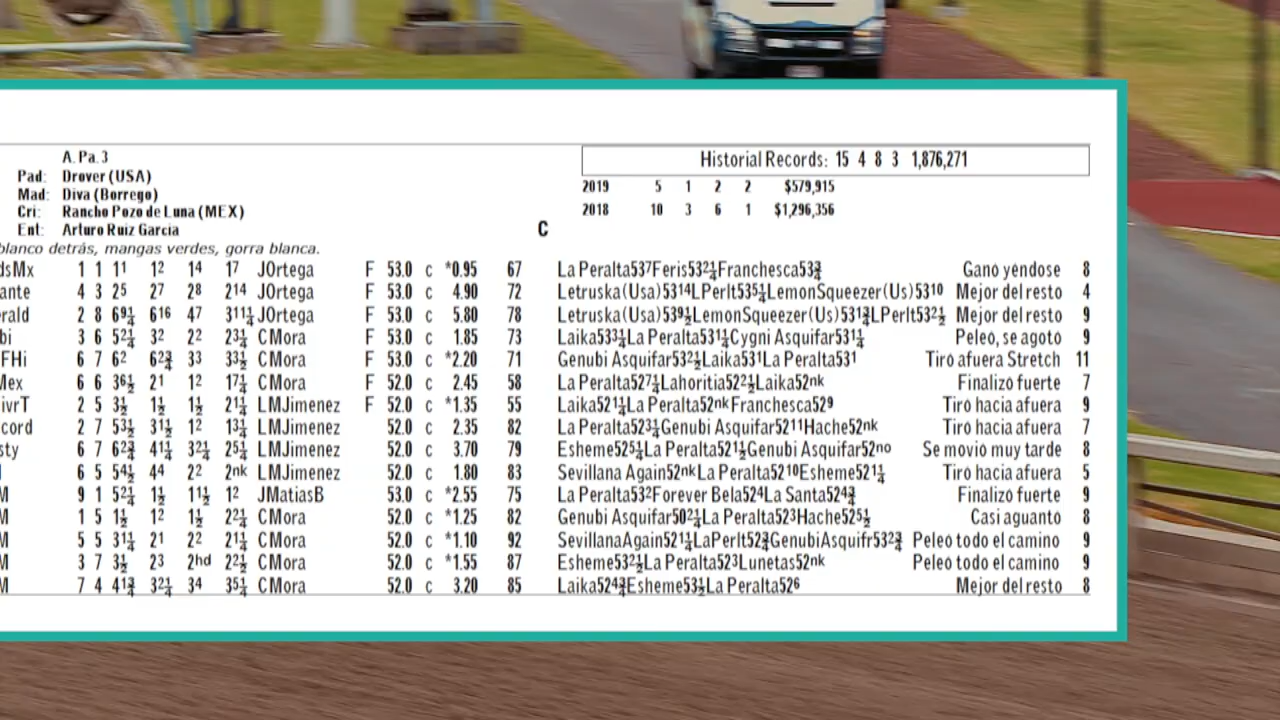 A. Pa. 3
Pad: Drover (USA)
Mad: Diva (Borrego)
Cri: Rancho Pozo de Luna (MEX)
Ent: Arturo Ruiz Garcia
Historial Records: 15 4 8 3 1,876,271
2019 5 1 2 2 $579,915
2018 10 3 6 1 $1,296,356
C
blanco detrás, mangas verdes, gorra blanca.
dsMx 1 1 1¹ 1² 1⁴ 1⁷ JOrtega F 53.0 c *0.95 67 La Peralta53⁷Feris53²¼Franchesca53¾ Gano yendose 8
ante 4 3 2⁵ 2⁷ 2⁸ 2¹⁴ JOrtega F 53.0 c 4.90 72 Letruska(Usa)53¹⁴LPerlt53⁵¼LemonSqueezer(Us)53¹⁰ Mejor del resto 4
erald 2 8 6⁹¼ 6¹⁶ 4⁷ 3¹¹¼ JOrtega F 53.0 c 5.80 78 Letruska(Usa)53⁹½LemonSqueezer(Us)53¹¾LPerlt53²½ Mejor del resto 9
bi 3 6 5²¼ 3² 2² 2³¼ CMora F 53.0 c 1.85 73 Laika53³¼La Peralta53¹¼Cygni Asquifar53¹¼ Peleo, se agoto 9
FHi 6 7 6² 6²¾ 3³ 3³½ CMora F 53.0 c *2.20 71 Genubi Asquifar53²¼Laika53¹La Peralta53¹ Tiro afuera Stretch 11
Mex 6 6 3⁶½ 2¹ 1² 1⁷¼ CMora F 52.0 c 2.45 58 La Peralta52⁷¼Lahoritia52²½Laika52nk Finalizo fuerte 7
ivrT 2 5 3½ 1½ 1½ 2¹¼ LMJimenez F 52.0 c *1.35 55 Laika52¹¼La Peralta52nkFranchesca52⁹ Tiro hacia afuera 9
cord 2 7 5³½ 3¹½ 1² 1³¼ LMJimenez 52.0 c 2.35 82 La Peralta52³¼Genubi Asquifar52¹¹Hache52nk Tiro hacia afuera 7
sty 6 7 6²¾ 4¹¼ 3²¼ 2⁵¼ LMJimenez 52.0 c 3.70 79 Esheme52⁵¼La Peralta52¹½Genubi Asquifar52no Se movio muy tarde 8
6 5 5⁴½ 4⁴ 2² 2nk LMJimenez 52.0 c 1.80 83 Sevillana Again52nkLa Peralta52¹⁰Esheme52¹¼ Tiro hacia afuera 5
M 9 1 5²¼ 1½ 1¹½ 1² JMatiasB 53.0 c *2.55 75 La Peralta53²Forever Bela52⁴La Santa52⁴¾ Finalizo fuerte 9
M 1 5 1½ 1² 1½ 2²¼ CMora 52.0 c *1.25 82 Genubi Asquifar50²¼La Peralta52³Hache52⁵½ Casi aguanto 8
M 5 5 3¹¼ 2¹ 2² 2¹¼ CMora 52.0 c *1.10 92 SevillanaAgain52¹¼LaPerlt52¾GenubiAsquifr53²¾ Peleo todo el camino 9
M 3 7 3½ 2³ 2hd 2²½ CMora 52.0 c *1.55 87 Esheme53²½La Peralta52³Lunetas52nk Peleo todo el camino 9
M 7 4 4¹¾ 3²¼ 3⁴ 3⁵¼ CMora 52.0 c 3.20 85 Laika52⁴¾Esheme53½La Peralta52⁶ Mejor del resto 8